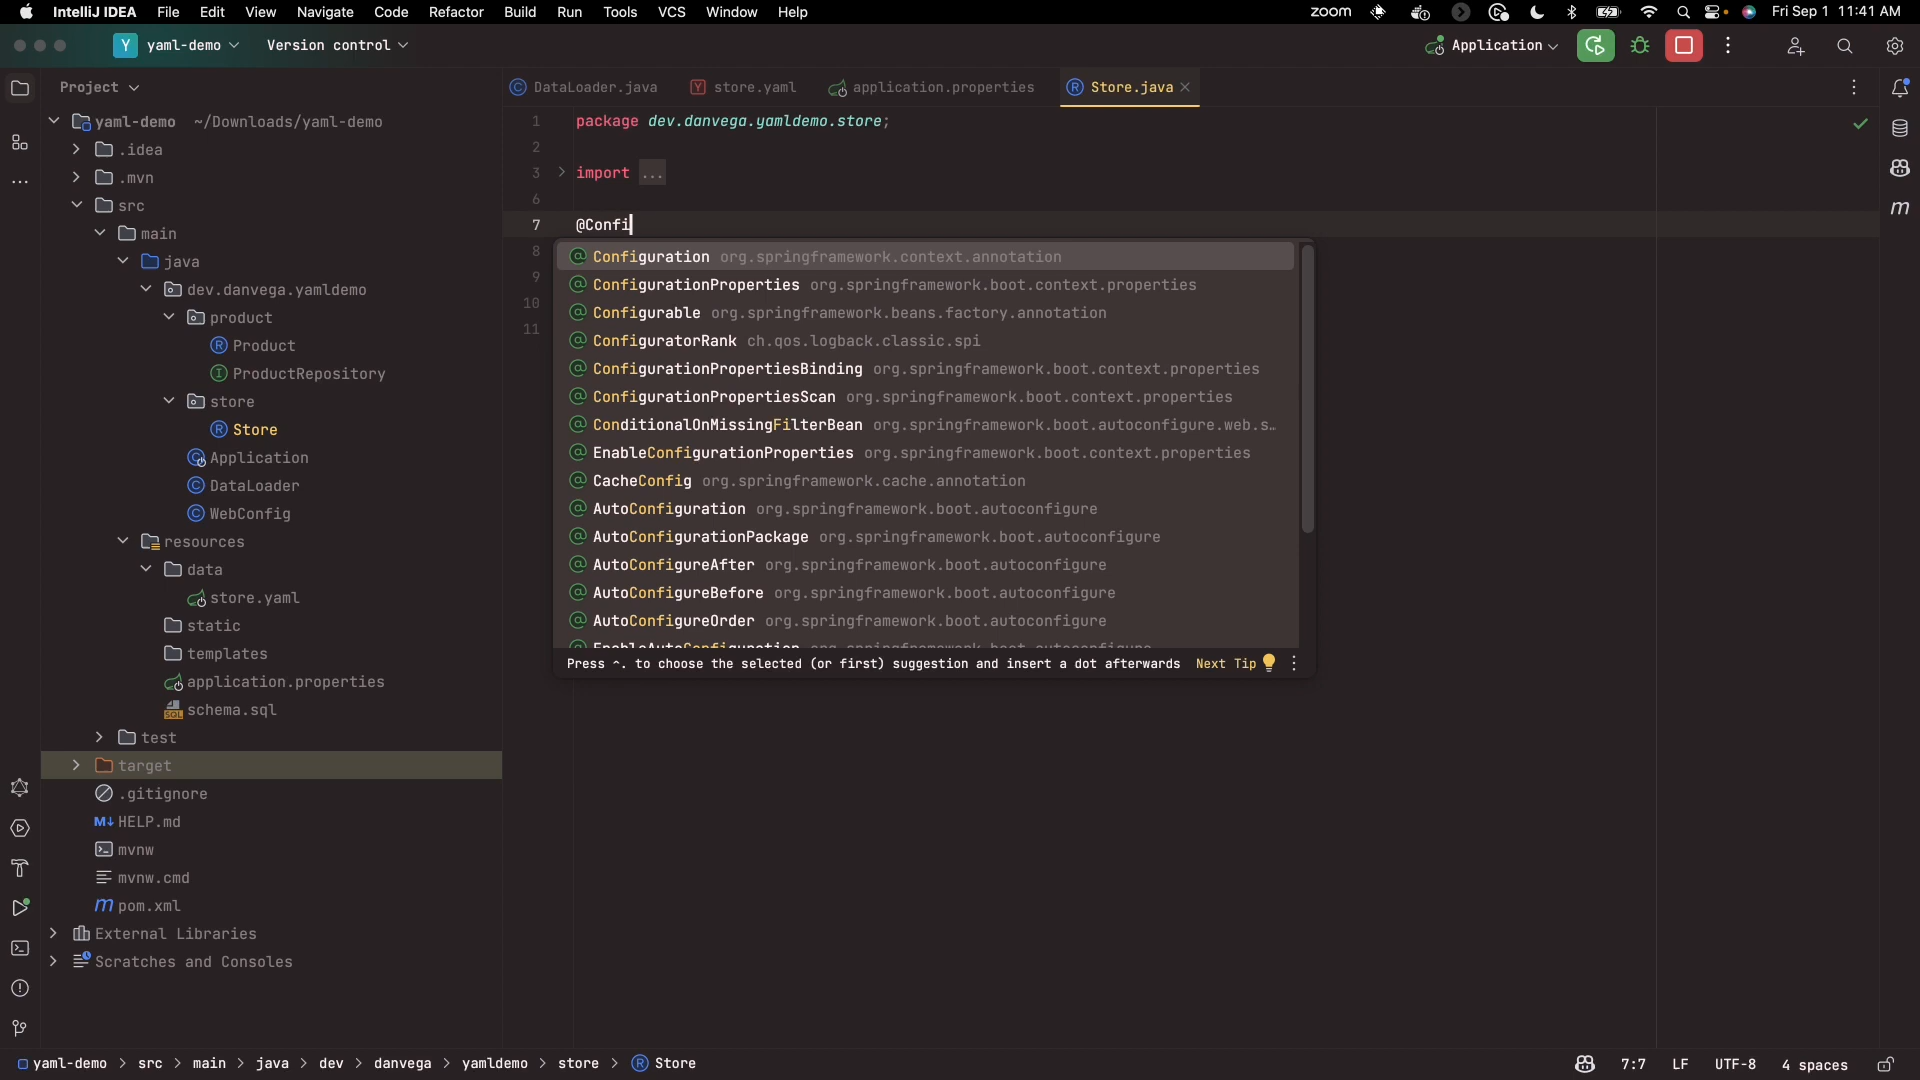 IntelliJ IDEA File Edit View Navigate Code Refactor Build Run Tools VCS Window Help
zoom Fri Sep 1 11:41 AM
Y yaml-demo Version control
Application
Project
DataLoader.java store.yaml application.properties Store.java
yaml-demo ~/Downloads/yaml-demo
.idea
.mvn
src
main
java
dev.danvega.yamldemo
product
Product
ProductRepository
store
Store
Application
DataLoader
WebConfig
resources
data
store.yaml
static
templates
application.properties
schema.sql
test
target
.gitignore
HELP.md
mvnw
mvnw.cmd
pom.xml
External Libraries
Scratches and Consoles
1 package dev.danvega.yamldemo.store;
2
3 import ...
6
7 @Confi
8
9
10
11
Configuration org.springframework.context.annotation
ConfigurationProperties org.springframework.boot.context.properties
Configurable org.springframework.beans.factory.annotation
ConfiguratorRank ch.qos.logback.classic.spi
ConfigurationPropertiesBinding org.springframework.boot.context.properties
ConfigurationPropertiesScan org.springframework.boot.context.properties
ConditionalOnMissingFilterBean org.springframework.boot.autoconfigure.web.s…
EnableConfigurationProperties org.springframework.boot.context.properties
CacheConfig org.springframework.cache.annotation
AutoConfiguration org.springframework.boot.autoconfigure
AutoConfigurationPackage org.springframework.boot.autoconfigure
AutoConfigureAfter org.springframework.boot.autoconfigure
AutoConfigureBefore org.springframework.boot.autoconfigure
AutoConfigureOrder org.springframework.boot.autoconfigure
EnableAutoConfiguration org.springframework.boot.autoconfigure
Press ^. to choose the selected (or first) suggestion and insert a dot afterwards Next Tip
yaml-demo > src > main > java > dev > danvega > yamldemo > store > Store
7:7 LF UTF-8 4 spaces